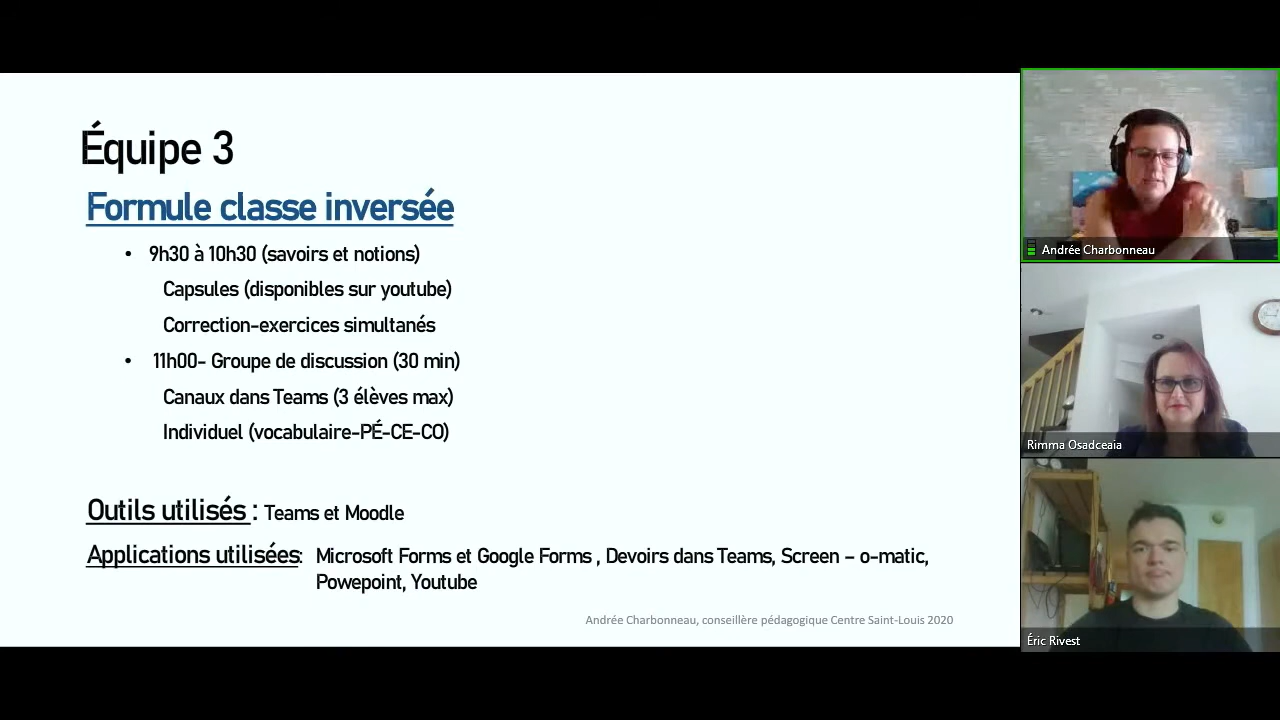 Équipe 3
Formule classe inversée
• 9h30 à 10h30 (savoirs et notions)
Capsules (disponibles sur youtube)
Correction-exercices simultanés
• 11h00- Groupe de discussion (30 min)
Canaux dans Teams (3 élèves max)
Individuel (vocabulaire-PÉ-CE-CO)
Outils utilisés : Teams et Moodle
Applications utilisées: Microsoft Forms et Google Forms , Devoirs dans Teams, Screen – o-matic,
Powepoint, Youtube
Andrée Charbonneau, conseillère pédagogique Centre Saint-Louis 2020
Andrée Charbonneau
Rimma Osadceaia
Éric Rivest